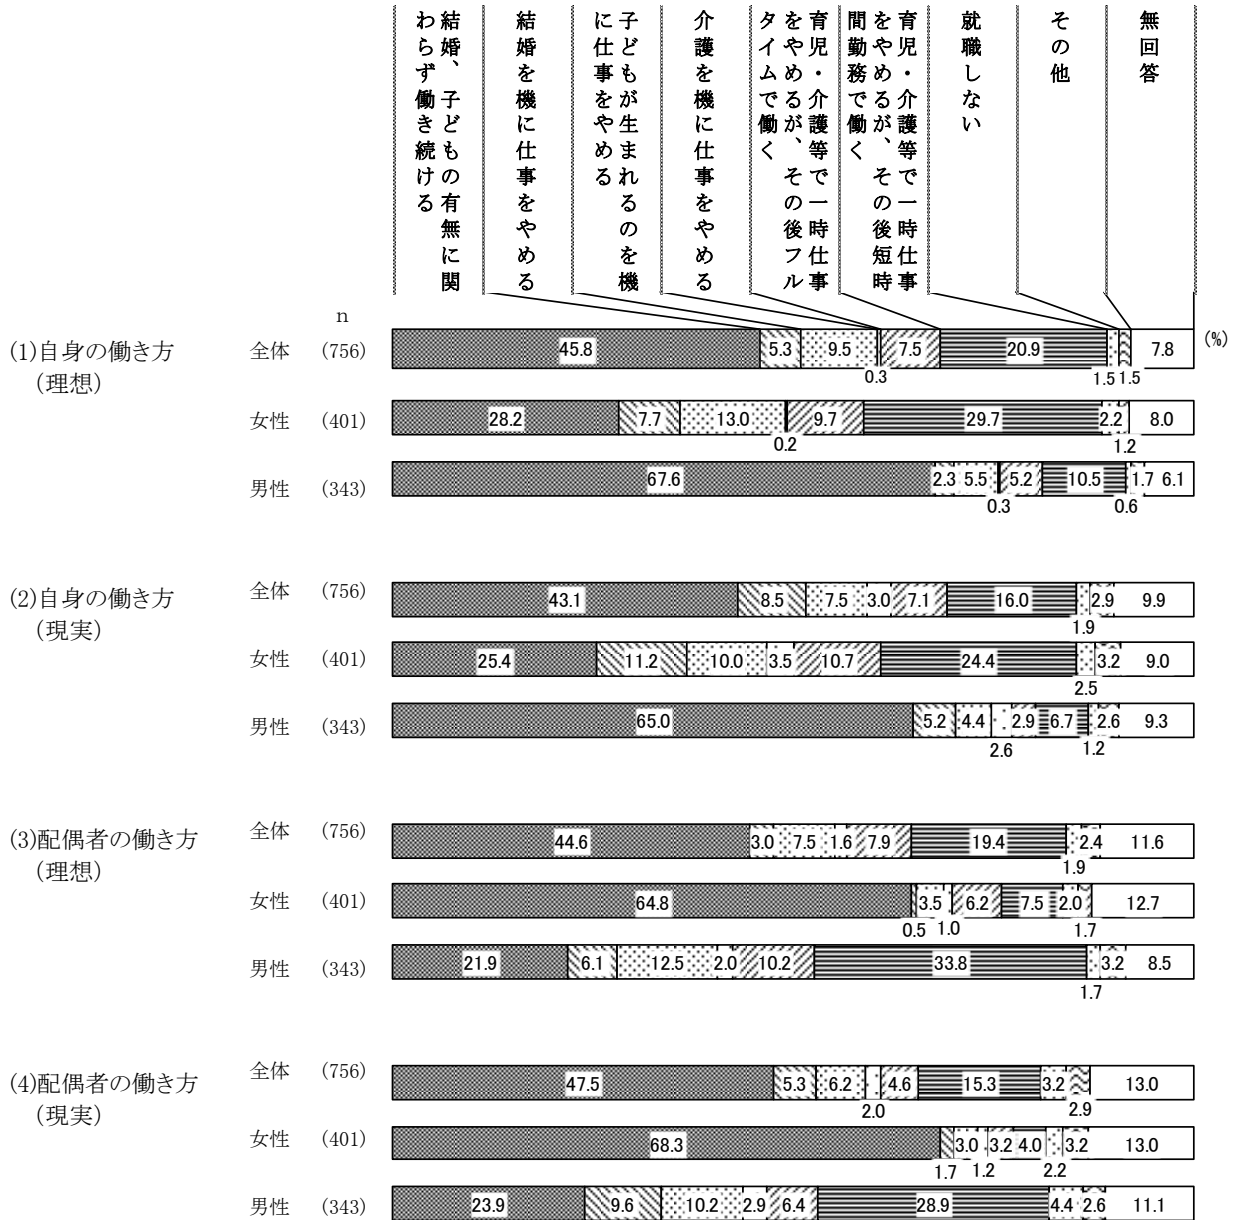 結婚、子どもの有無に関
わらず働き続ける
結婚を機に仕事をやめる
子どもが生まれるのを機
に仕事をやめる
介護を機に仕事をやめる
育児・介護等で一時仕事
をやめるが、その後フル
タイムで働く
育児・介護等で一時仕事
をやめるが、その後短時
間勤務で働く
就職しない
その他
無回答
n
(%)
(1)自身の働き方
（理想）
全体 (756) 45.8 5.3 9.5 0.3 7.5 20.9 1.5 1.5 7.8
女性 (401) 28.2 7.7 13.0 0.2 9.7 29.7 2.2 1.2 8.0
男性 (343) 67.6 2.3 5.5 0.3 5.2 10.5 0.6 1.7 6.1
(2)自身の働き方
（現実）
全体 (756) 43.1 8.5 7.5 3.0 7.1 16.0 1.9 2.9 9.9
女性 (401) 25.4 11.2 10.0 3.5 10.7 24.4 2.5 3.2 9.0
男性 (343) 65.0 5.2 4.4 2.6 2.9 6.7 1.2 2.6 9.3
(3)配偶者の働き方
（理想）
全体 (756) 44.6 3.0 7.5 1.6 7.9 19.4 1.9 2.4 11.6
女性 (401) 64.8 0.5 3.5 1.0 6.2 7.5 2.0 1.7 12.7
男性 (343) 21.9 6.1 12.5 2.0 10.2 33.8 1.7 3.2 8.5
(4)配偶者の働き方
（現実）
全体 (756) 47.5 5.3 6.2 2.0 4.6 15.3 3.2 2.9 13.0
女性 (401) 68.3 1.7 3.0 1.2 3.2 4.0 2.2 3.2 13.0
男性 (343) 23.9 9.6 10.2 2.9 6.4 28.9 4.4 2.6 11.1